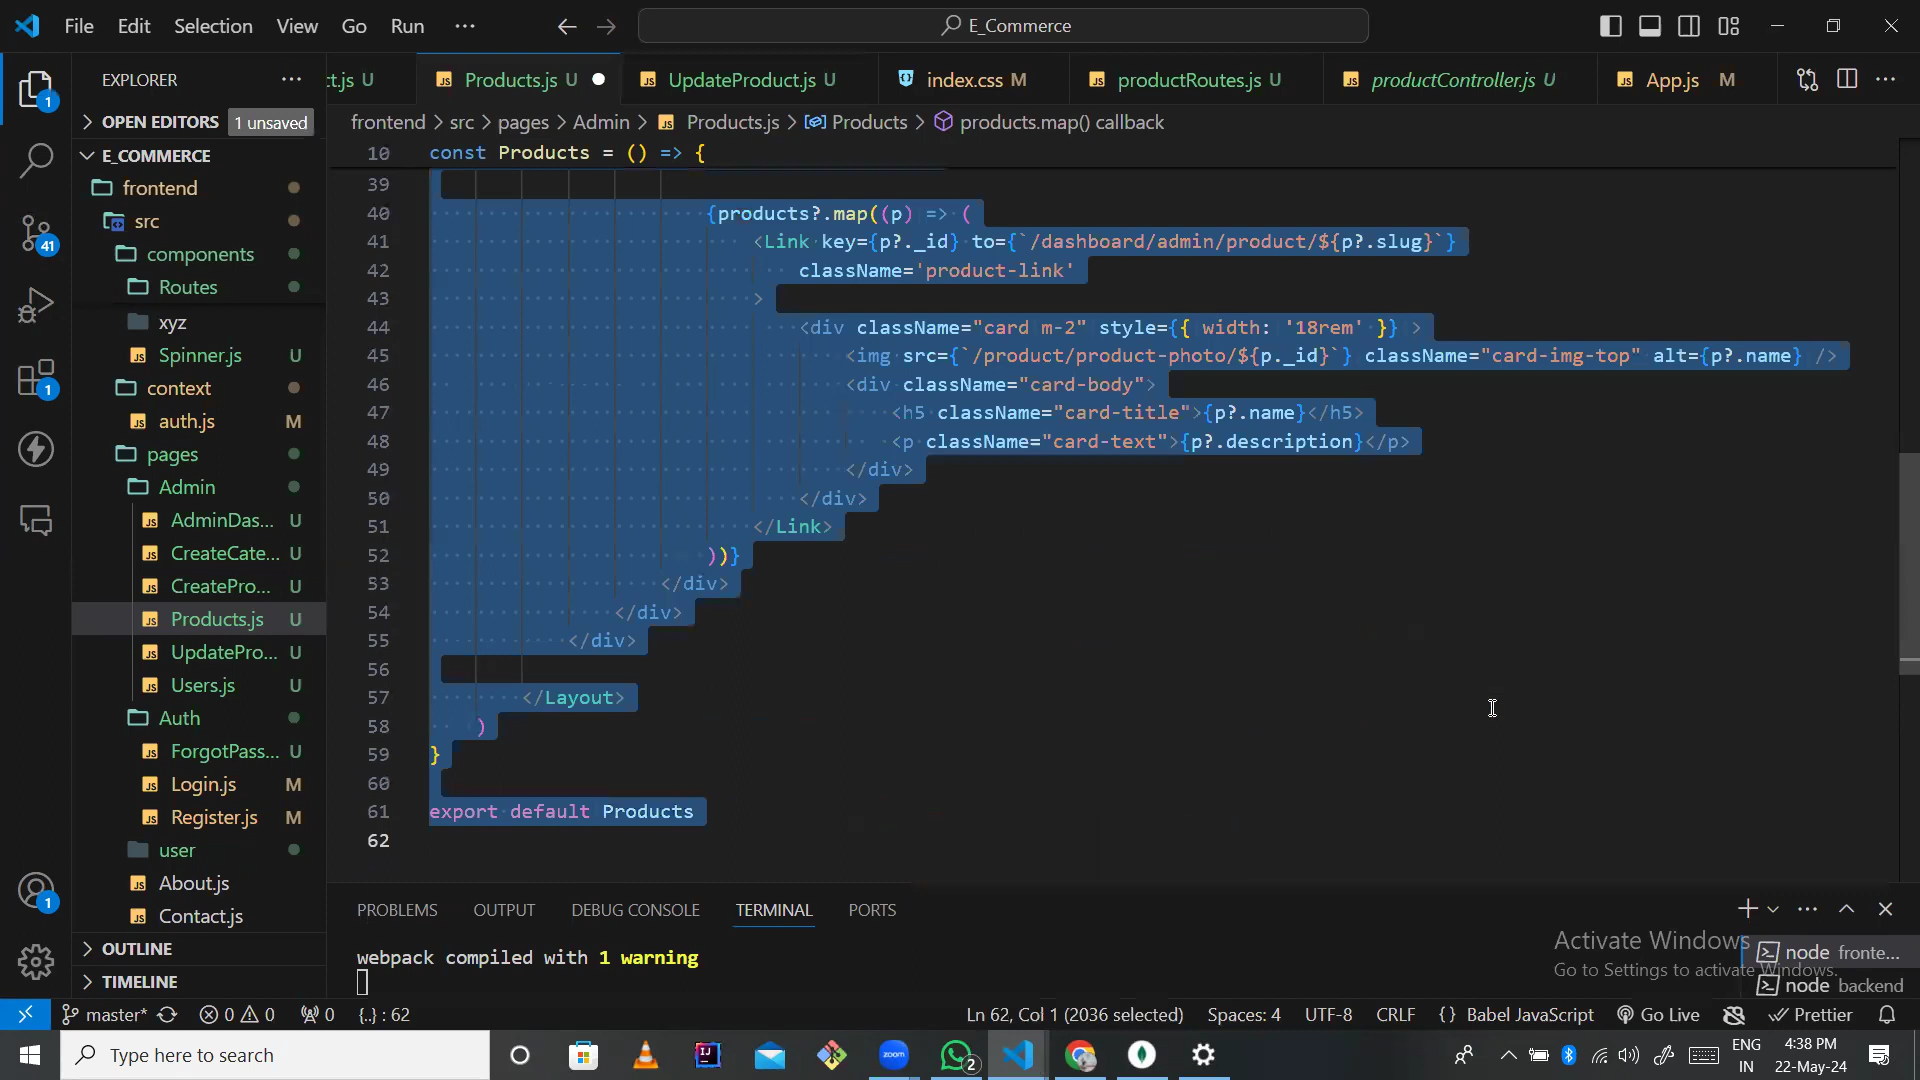 File Edit Selection View Go Run ··· E_Commerce
EXPLORER ···
OPEN EDITORS 1 unsaved
E_COMMERCE
frontend
src
components
Routes
xyz
Spinner.js U
context
auth.js M
pages
Admin
AdminDas... U
CreateCate... U
CreatePro... U
Products.js U
UpdatePro... U
Users.js U
Auth
ForgotPass... U
Login.js M
Register.js M
user
About.js
Contact.js
OUTLINE
TIMELINE
1
41
1
1
ct.js U Products.js U UpdateProduct.js U index.css M productRoutes.js U productController.js U App.js M
frontend > src > pages > Admin > Products.js > Products > products.map() callback
10 const Products = () => {
39
40 {products?.map((p) => (
41 <Link key={p?._id} to={`/dashboard/admin/product/${p?.slug}`}
42 className='product-link'
43 >
44 <div className="card m-2" style={{ width: '18rem' }} >
45 <img src={`/product/product-photo/${p._id}`} className="card-img-top" alt={p?.name} />
46 <div className="card-body">
47 <h5 className="card-title">{p?.name}</h5>
48 <p className="card-text">{p?.description}</p>
49 </div>
50 </div>
51 </Link>
52 ))}
53 </div>
54 </div>
55 </div>
56
57 </Layout>
58 )
59 }
60
61 export default Products
62
PROBLEMS OUTPUT DEBUG CONSOLE TERMINAL PORTS
webpack compiled with 1 warning
node fronte...
node backend
Activate Windows
Go to Settings to activate Windows.
master* 0 0 0 {..} : 62 Ln 62, Col 1 (2036 selected) Spaces: 4 UTF-8 CRLF {} Babel JavaScript Go Live Prettier
Type here to search
zoom
2
ENG
IN
4:38 PM
22-May-24